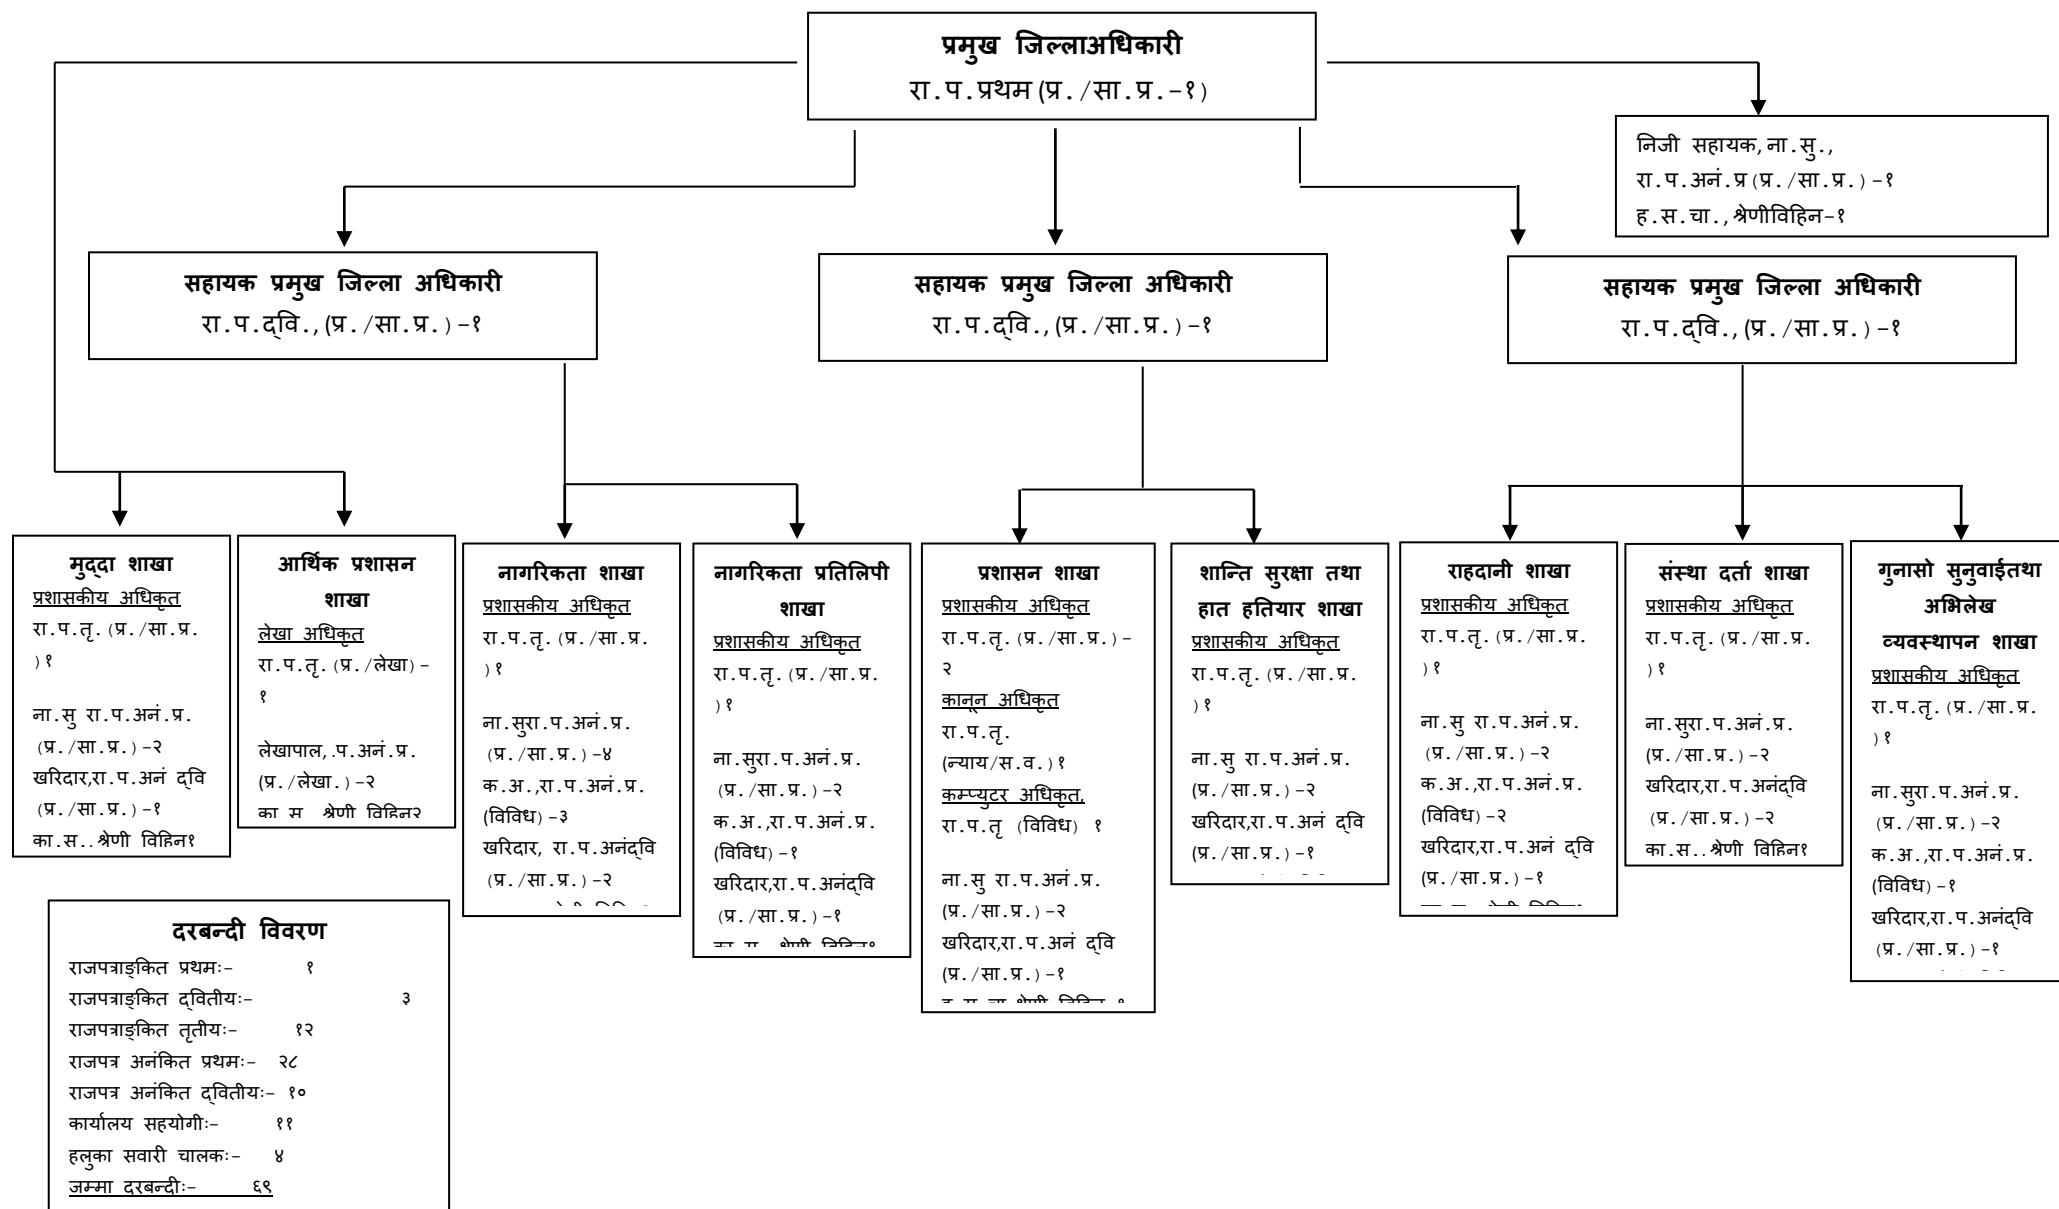 प्रमुख जिल्लाअधिकारी
रा.प.प्रथम(प्र./सा.प्र.-१)
निजी सहायक,ना.सु.,
रा.प.अनं.प्र(प्र./सा.प्र.)-१
ह.स.चा.,श्रेणीविहिन-१
सहायक प्रमुख जिल्ला अधिकारी
रा.प.द्वि.,(प्र./सा.प्र.)-१
सहायक प्रमुख जिल्ला अधिकारी
रा.प.द्वि.,(प्र./सा.प्र.)-१
सहायक प्रमुख जिल्ला अधिकारी
रा.प.द्वि.,(प्र./सा.प्र.)-१
मुद्दा शाखा
प्रशासकीय अधिकृत
रा.प.तृ.(प्र./सा.प्र.
)१
ना.सु रा.प.अनं.प्र.
(प्र./सा.प्र.)-२
खरिदार,रा.प.अनं द्वि
(प्र./सा.प्र.)-१
का.स.,श्रेणी विहिन१
आर्थिक प्रशासन
शाखा
लेखा अधिकृत
रा.प.तृ.(प्र./लेखा)-
१
लेखापाल,.प.अनं.प्र.
(प्र./लेखा.)-२
का स श्रेणी विहिन२
नागरिकता शाखा
प्रशासकीय अधिकृत
रा.प.तृ.(प्र./सा.प्र.
)१
ना.सुरा.प.अनं.प्र.
(प्र./सा.प्र.)-४
क.अ.,रा.प.अनं.प्र.
(विविध)-३
खरिदार, रा.प.अनंद्वि
(प्र./सा.प्र.)-२
नागरिकता प्रतिलिपी
शाखा
प्रशासकीय अधिकृत
रा.प.तृ.(प्र./सा.प्र.
)१
ना.सुरा.प.अनं.प्र.
(प्र./सा.प्र.)-२
क.अ.,रा.प.अनं.प्र.
(विविध)-१
खरिदार,रा.प.अनंद्वि
(प्र./सा.प्र.)-१
का स श्रेणी विहिन१
प्रशासन शाखा
प्रशासकीय अधिकृत
रा.प.तृ.(प्र./सा.प्र.)-
२
कानून अधिकृत
रा.प.तृ.
(न्याय/स.व.)१
कम्प्युटर अधिकृत,
रा.प.तृ (विविध) १
ना.सु रा.प.अनं.प्र.
(प्र./सा.प्र.)-२
खरिदार,रा.प.अनं द्वि
(प्र./सा.प्र.)-१
ह स चा श्रेणी विहिन १
शान्ति सुरक्षा तथा
हात हतियार शाखा
प्रशासकीय अधिकृत
रा.प.तृ.(प्र./सा.प्र.
)१
ना.सु रा.प.अनं.प्र.
(प्र./सा.प्र.)-२
खरिदार,रा.प.अनं द्वि
(प्र./सा.प्र.)-१
राहदानी शाखा
प्रशासकीय अधिकृत
रा.प.तृ.(प्र./सा.प्र.
)१
ना.सु रा.प.अनं.प्र.
(प्र./सा.प्र.)-२
क.अ.,रा.प.अनं.प्र.
(विविध)-२
खरिदार,रा.प.अनं द्वि
(प्र./सा.प्र.)-१
संस्था दर्ता शाखा
प्रशासकीय अधिकृत
रा.प.तृ.(प्र./सा.प्र.
)१
ना.सुरा.प.अनं.प्र.
(प्र./सा.प्र.)-२
खरिदार,रा.प.अनंद्वि
(प्र./सा.प्र.)-२
का.स.,श्रेणी विहिन१
गुनासो सुनुवाईतथा
अभिलेख
व्यवस्थापन शाखा
प्रशासकीय अधिकृत
रा.प.तृ.(प्र./सा.प्र.
)१
ना.सुरा.प.अनं.प्र.
(प्र./सा.प्र.)-२
क.अ.,रा.प.अनं.प्र.
(विविध)-१
खरिदार,रा.प.अनंद्वि
(प्र./सा.प्र.)-१
दरबन्दी विवरण
राजपत्राङ्कित प्रथमः- १
राजपत्राङ्कित द्वितीयः- ३
राजपत्राङ्कित तृतीयः- १२
राजपत्र अनंकित प्रथमः- २८
राजपत्र अनंकित द्वितीयः- १०
कार्यालय सहयोगीः- ११
हलुका सवारी चालकः- ४
जम्मा दरबन्दीः- ६९